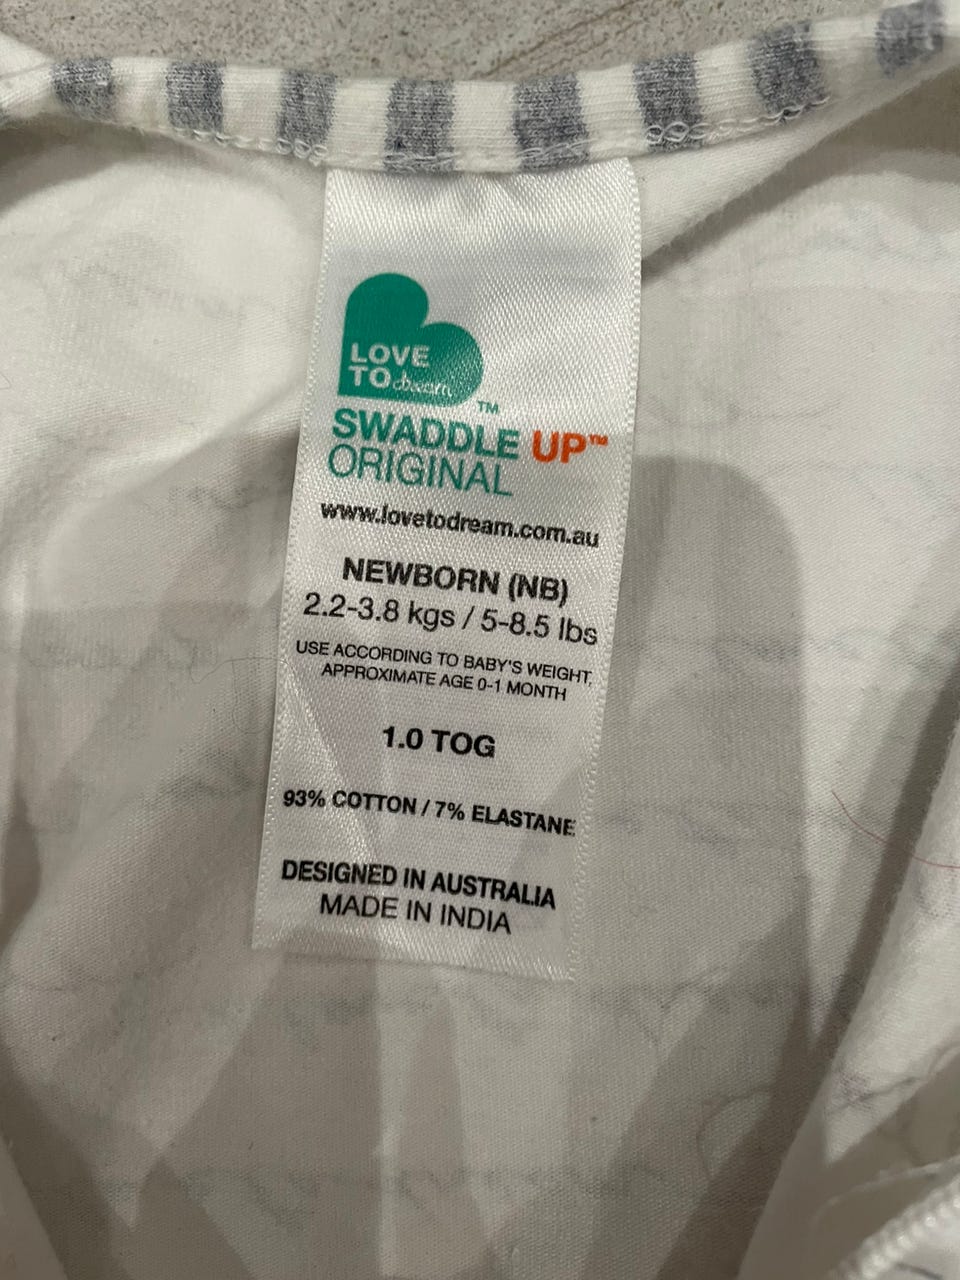 LOVE
TO dream™
SWADDLE UP™
ORIGINAL
www.lovetodream.com.au
NEWBORN (NB)
2.2-3.8 kgs / 5-8.5 lbs
USE ACCORDING TO BABY'S WEIGHT,
APPROXIMATE AGE 0-1 MONTH
1.0 TOG
93% COTTON / 7% ELASTANE
DESIGNED IN AUSTRALIA
MADE IN INDIA